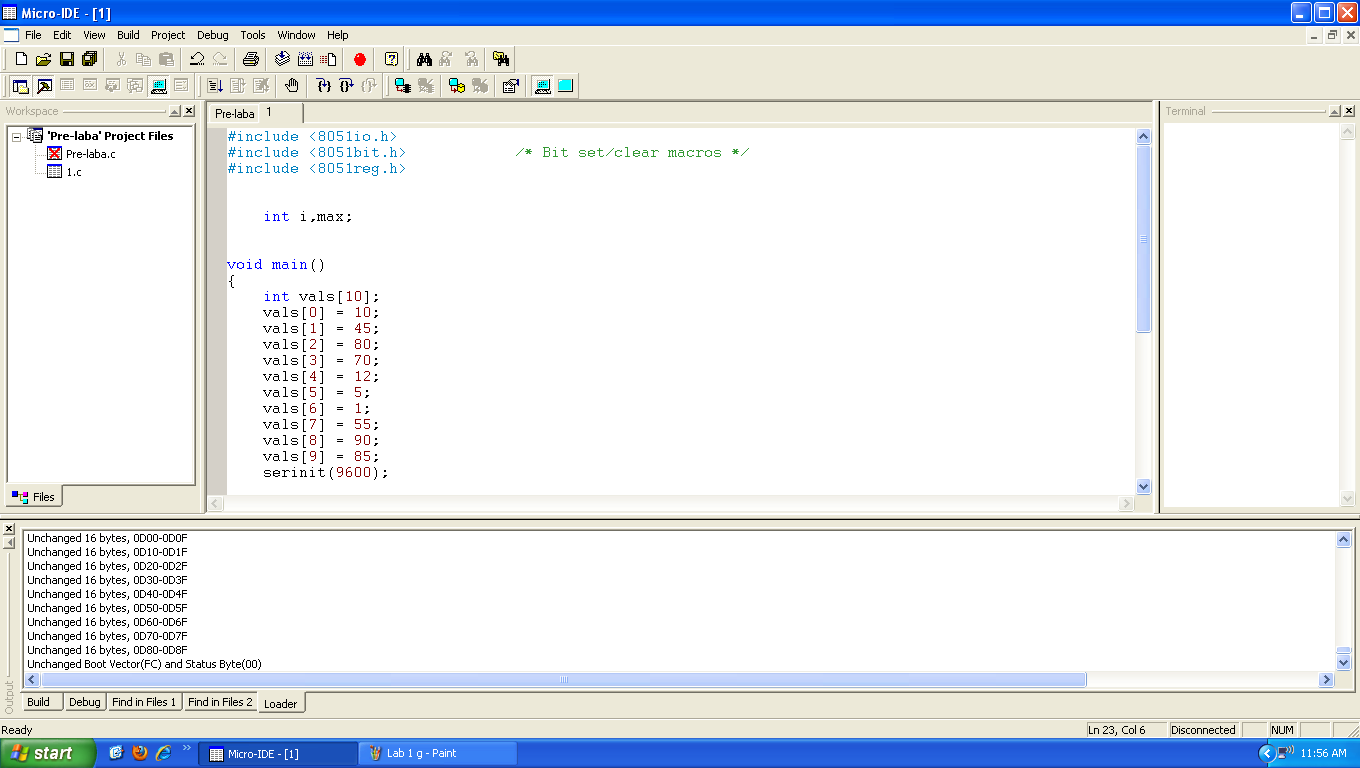 Micro-IDE - [1]
File Edit View Build Project Debug Tools Window Help
Workspace
'Pre-laba' Project Files
Pre-laba.c
1.c
Files
Pre-laba 1
#include <8051io.h>
#include <8051bit.h> /* Bit set/clear macros */
#include <8051reg.h>
int i,max;
void main()
{
int vals[10];
vals[0] = 10;
vals[1] = 45;
vals[2] = 80;
vals[3] = 70;
vals[4] = 12;
vals[5] = 5;
vals[6] = 1;
vals[7] = 55;
vals[8] = 90;
vals[9] = 85;
serinit(9600);
Terminal
Unchanged 16 bytes, 0D00-0D0F
Unchanged 16 bytes, 0D10-0D1F
Unchanged 16 bytes, 0D20-0D2F
Unchanged 16 bytes, 0D30-0D3F
Unchanged 16 bytes, 0D40-0D4F
Unchanged 16 bytes, 0D50-0D5F
Unchanged 16 bytes, 0D60-0D6F
Unchanged 16 bytes, 0D70-0D7F
Unchanged 16 bytes, 0D80-0D8F
Unchanged Boot Vector(FC) and Status Byte(00)
Output
Build Debug Find in Files 1 Find in Files 2 Loader
Ready Ln 23, Col 6 Disconnected NUM
start Micro-IDE - [1] Lab 1 g - Paint 11:56 AM